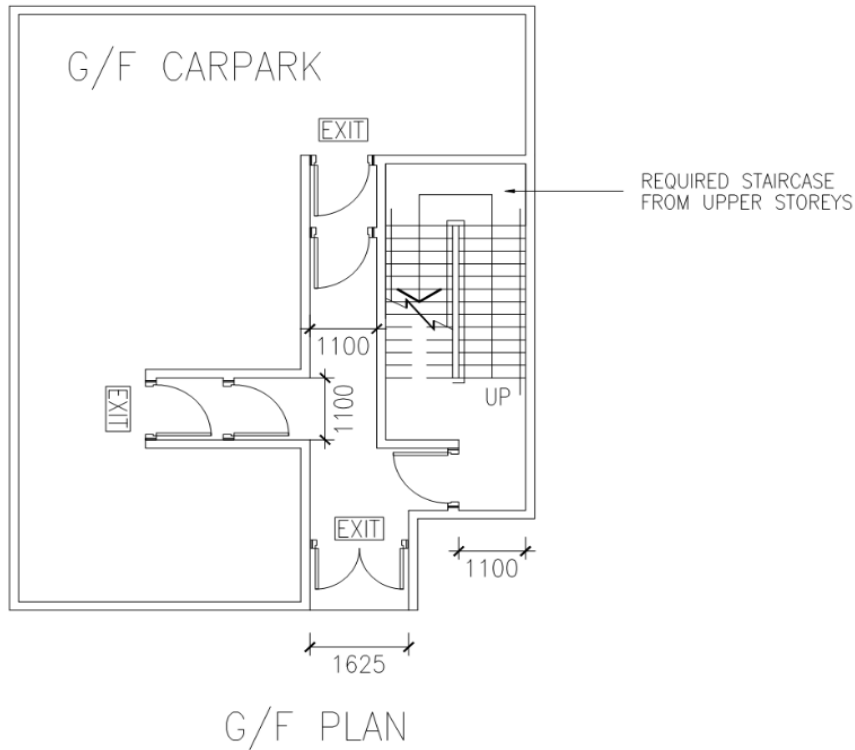 G/F CARPARK
EXIT
REQUIRED STAIRCASE
FROM UPPER STOREYS
1100
1100
EXIT
UP
EXIT
1100
1625
G/F PLAN